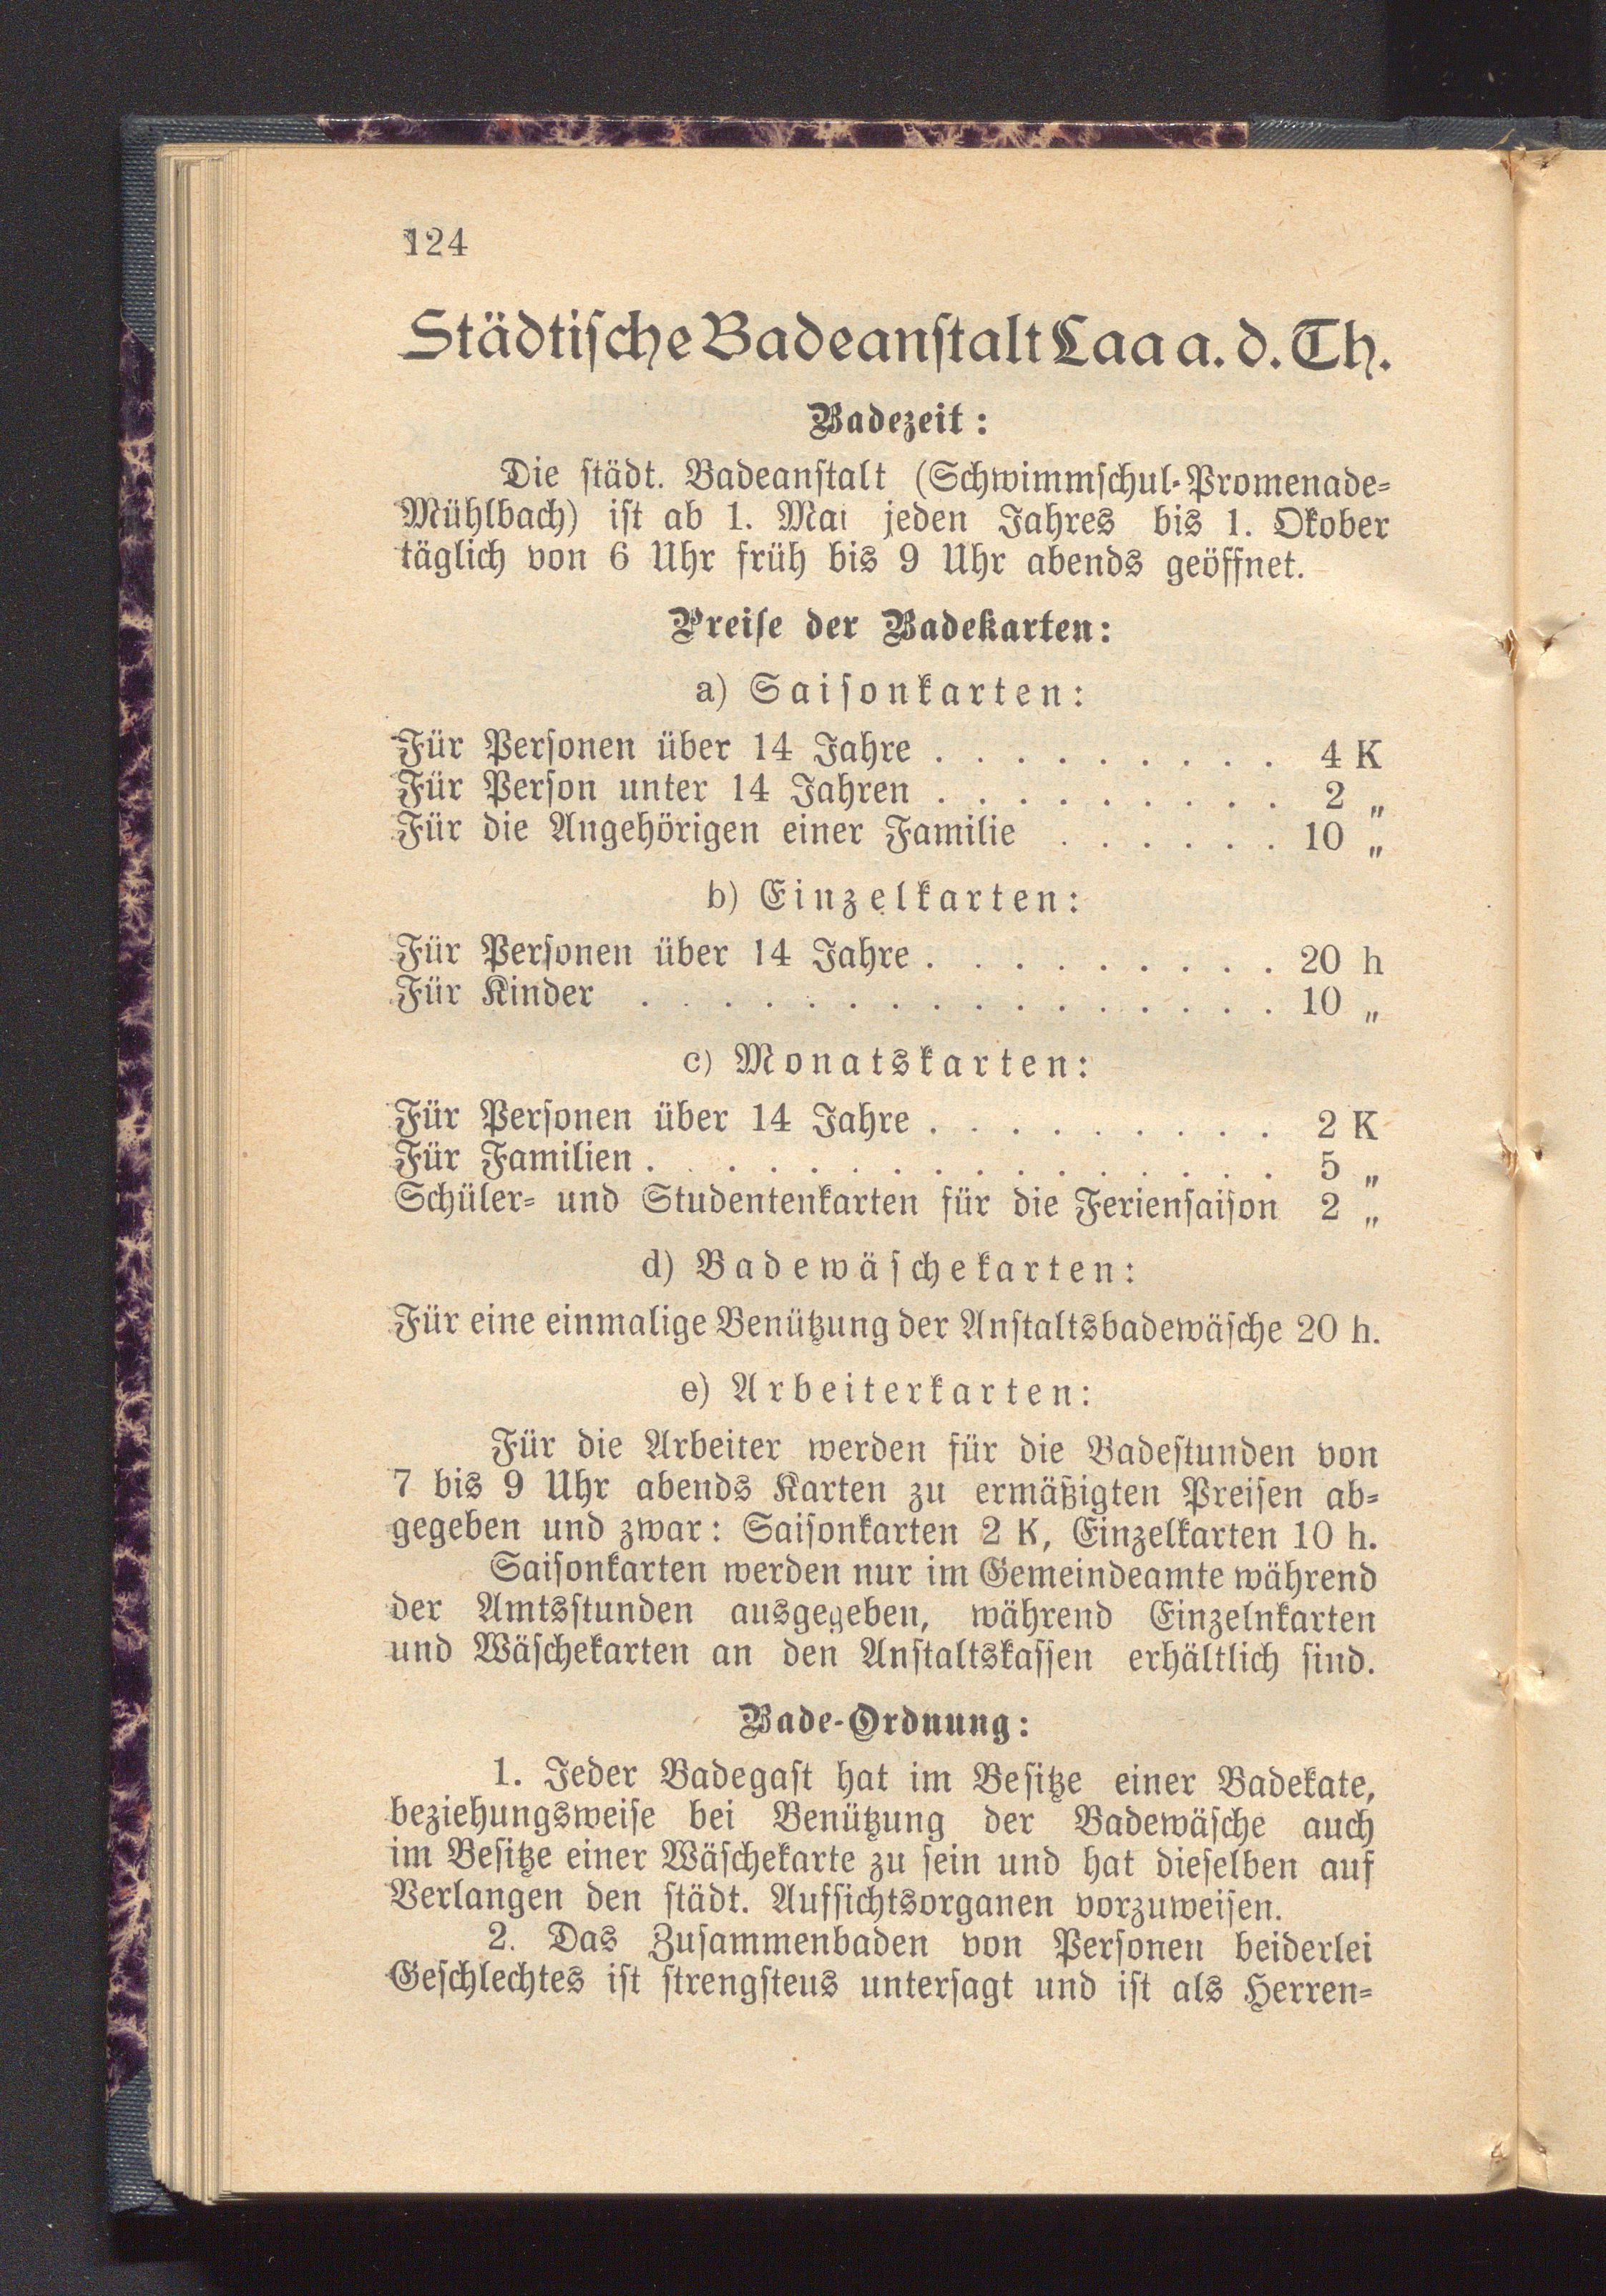 124
Städtische Badeanstalt Laa a. d. Th.
Badezeit:
Die städt. Badeanstalt (Schwimmschul-Promenade-
Mühlbach) ist ab 1. Mai jeden Jahres bis 1. Okober
täglich von 6 Uhr früh bis 9 Uhr abends geöffnet.
Preise der Badekarten:
a) Saisonkarten:
Für Personen über 14 Jahre . . . . . . . . . 4 K
Für Person unter 14 Jahren . . . . . . . . . 2 „
Für die Angehörigen einer Familie . . . . . . 10 „
b) Einzelkarten:
Für Personen über 14 Jahre . . . . . . . . . 20 h
Für Kinder . . . . . . . . . . . . . . . . 10 „
c) Monatskarten:
Für Personen über 14 Jahre . . . . . . . . . 2 K
Für Familien . . . . . . . . . . . . . . . . 5 „
Schüler- und Studentenkarten für die Feriensaison 2 „
d) Badewäschekarten:
Für eine einmalige Benützung der Anstaltsbadewäsche 20 h.
e) Arbeiterkarten:
Für die Arbeiter werden für die Badestunden von
7 bis 9 Uhr abends Karten zu ermäßigten Preisen ab-
gegeben und zwar: Saisonkarten 2 K, Einzelkarten 10 h.
Saisonkarten werden nur im Gemeindeamte während
der Amtsstunden ausgegeben, während Einzelnkarten
und Wäschekarten an den Anstaltskassen erhältlich sind.
Bade-Ordnung:
1. Jeder Badegast hat im Besitze einer Badekate,
beziehungsweise bei Benützung der Badewäsche auch
im Besitze einer Wäschekarte zu sein und hat dieselben auf
Verlangen den städt. Aufsichtsorganen vorzuweisen.
2. Das Zusammenbaden von Personen beiderlei
Geschlechtes ist strengsteus untersagt und ist als Herren-